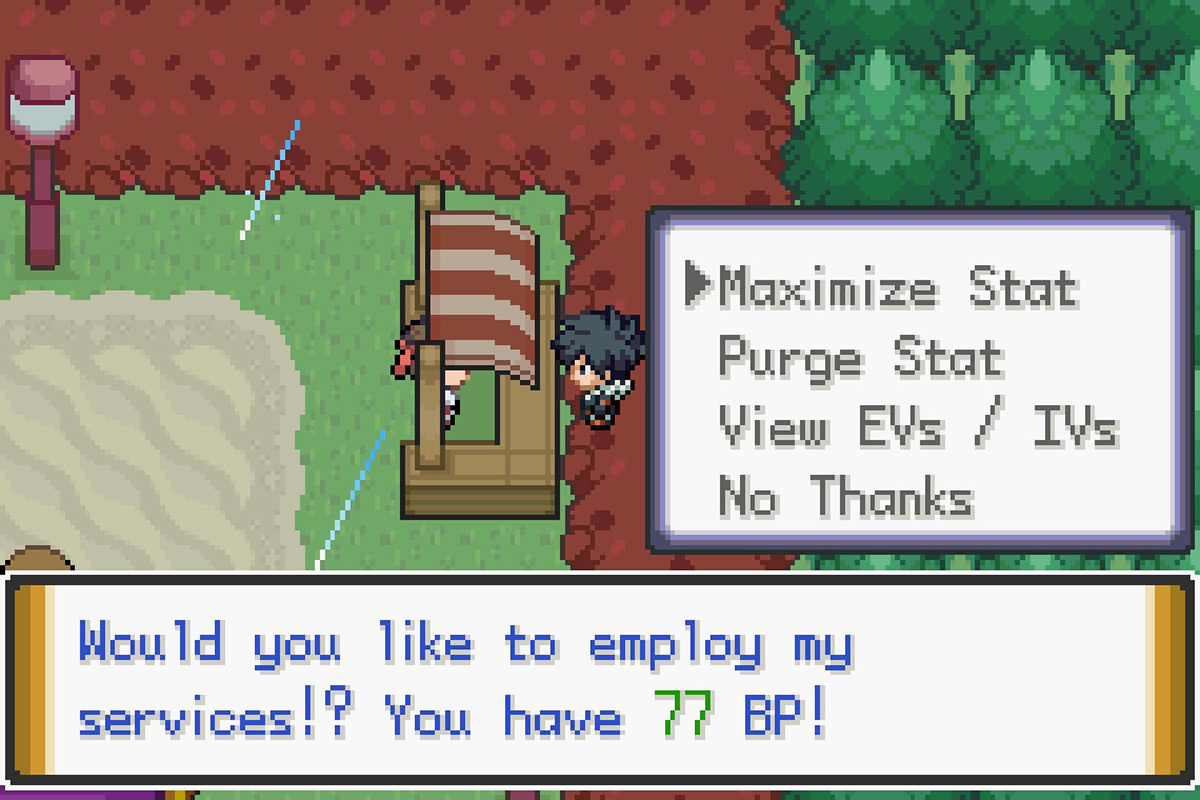 Maximize Stat
Purge Stat
View EVs / IVs
No Thanks
Would you like to employ my
services!? You have 77 BP!